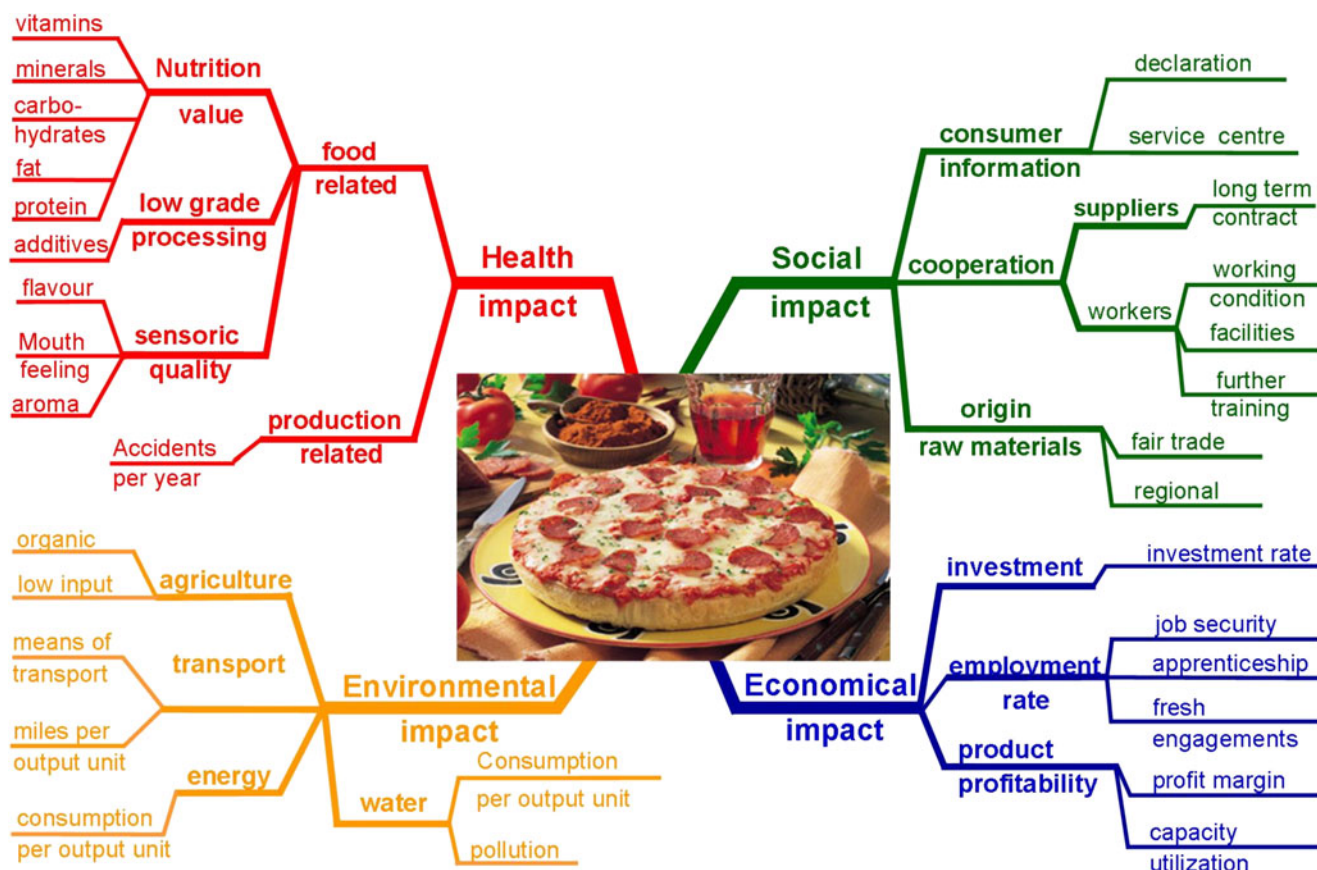 vitamins
minerals
carbo-
hydrates
fat
protein
Nutrition
value
additives
low grade
processing
flavour
Mouth
feeling
aroma
sensoric
quality
food
related
Accidents
per year
production
related
Health
impact
declaration
service centre
consumer
information
long term
contract
suppliers
working
condition
facilities
further
training
workers
cooperation
fair trade
regional
origin
raw materials
Social
impact
organic
low input
agriculture
means of
transport
miles per
output unit
transport
consumption
per output unit
energy
Consumption
per output unit
pollution
water
Environmental
impact
investment rate
investment
job security
apprenticeship
fresh
engagements
employment
rate
profit margin
capacity
utilization
product
profitability
Economical
impact